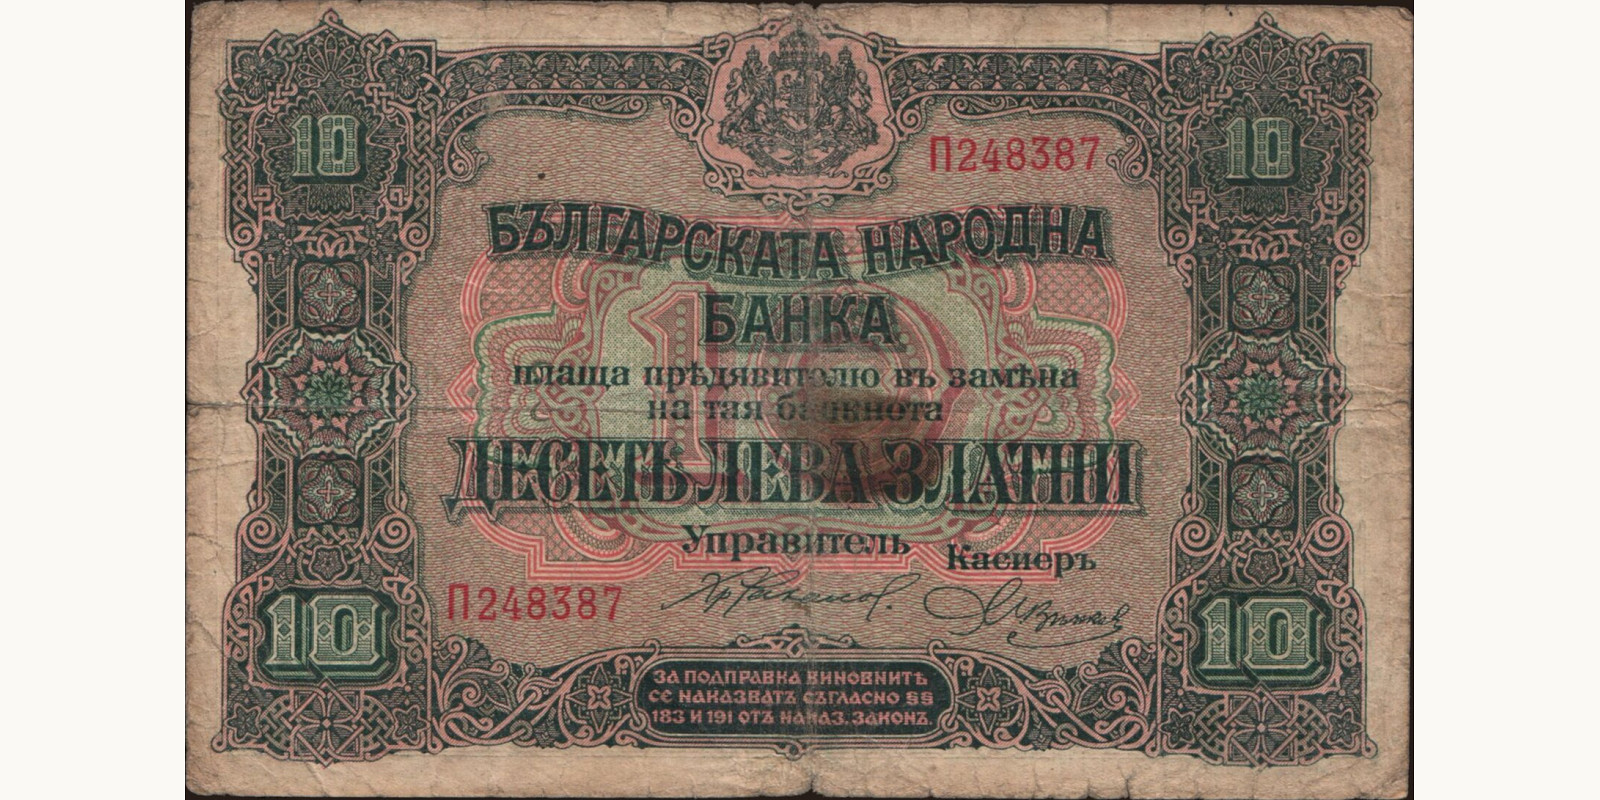 10
10
П248387
БЪЛГАРСКАТА НАРОДНА
БАНКА
плаща прѣдявителю въ замѣна
на тая банкнота
ДЕСЕТЬ ЛЕВА ЗЛАТНИ
Управитель Касиеръ
П248387
10
10
ЗА ПОДПРАВКА ВИНОВНИТѢ
СЕ НАКАЗВАТЪ СЪГЛАСНО §§
183 И 191 ОТЪ НАКАЗ. ЗАКОНЪ.